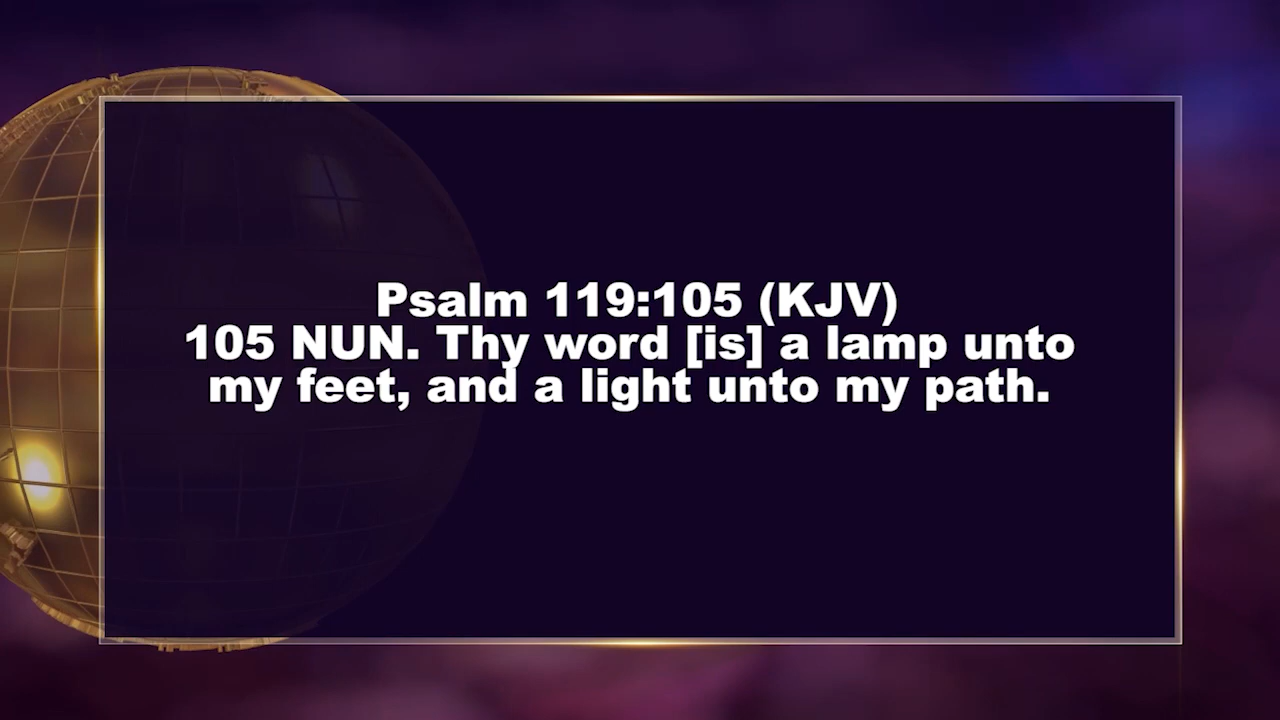 Psalm 119:105 (KJV)
105 NUN. Thy word [is] a lamp unto
my feet, and a light unto my path.